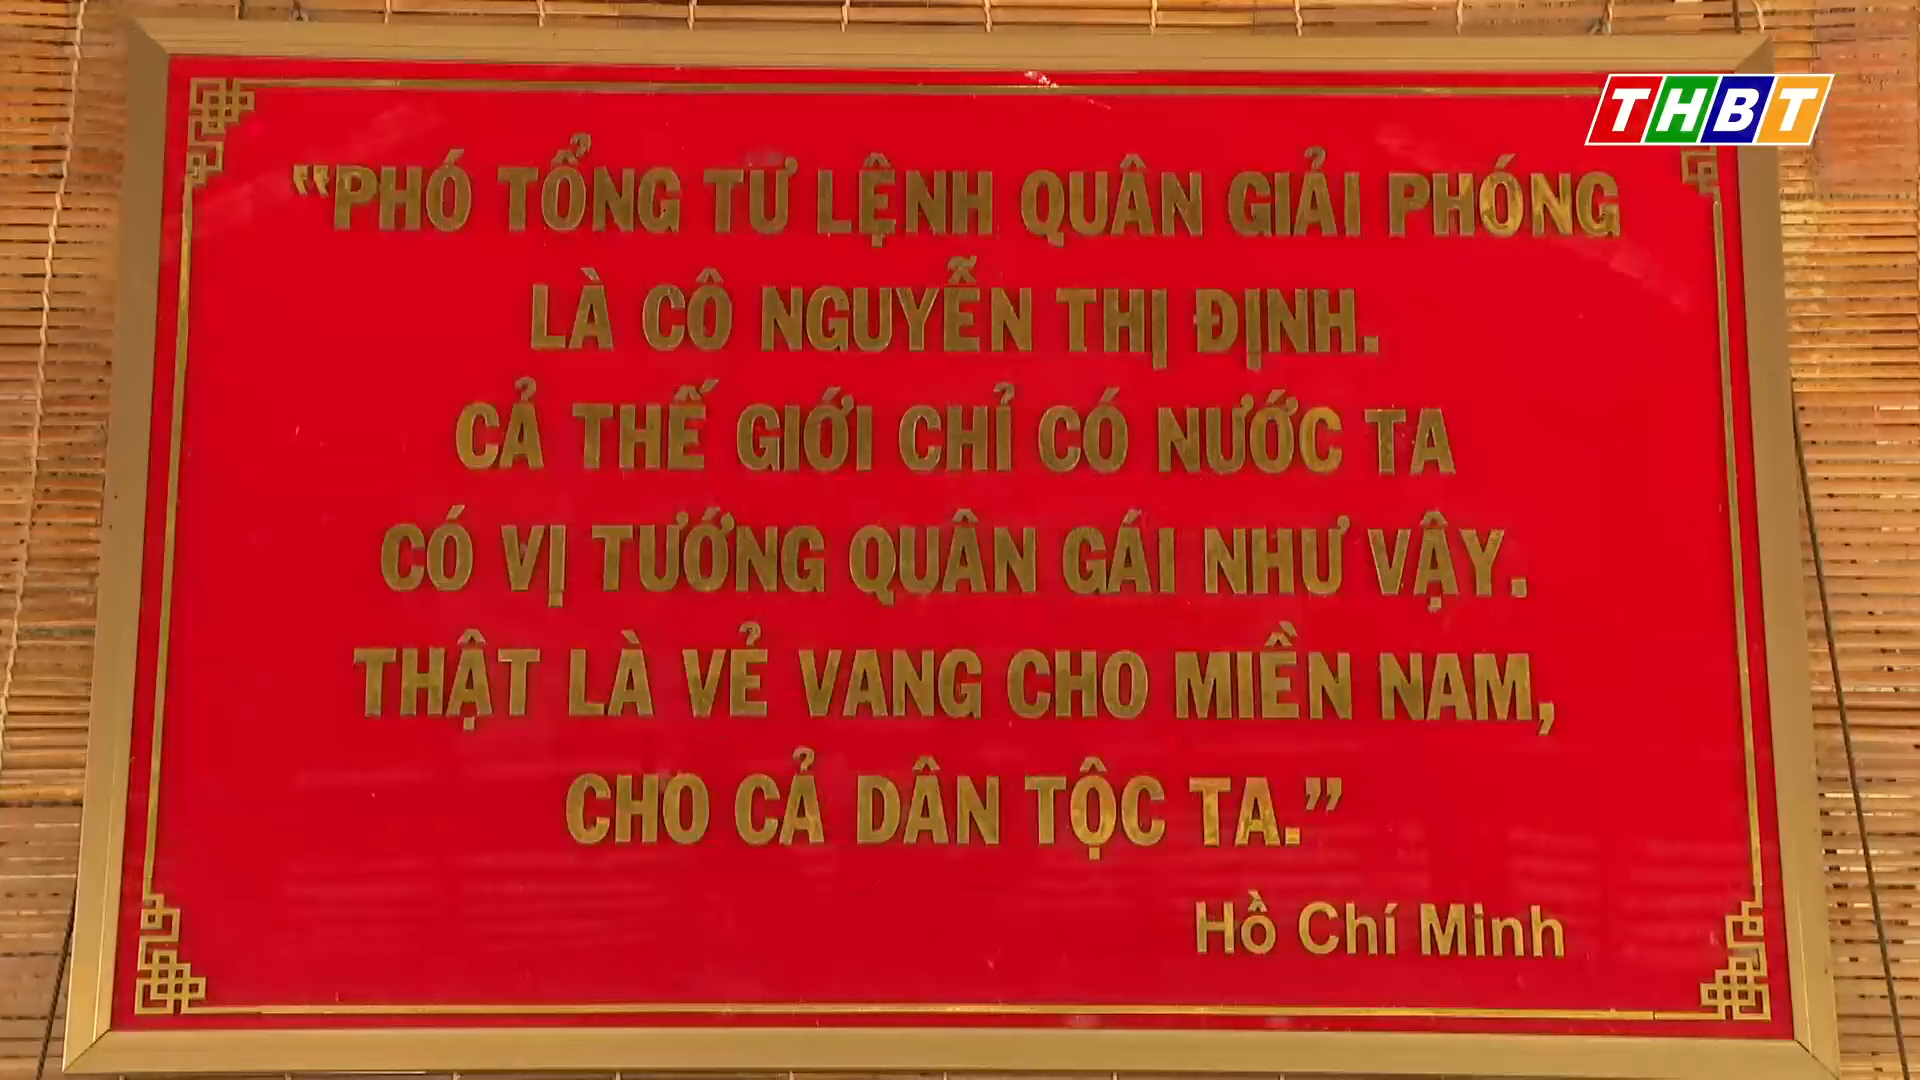 THBT
"PHÓ TỔNG TƯ LỆNH QUÂN GIẢI PHÓNG
LÀ CÔ NGUYỄN THỊ ĐỊNH.
CẢ THẾ GIỚI CHỈ CÓ NƯỚC TA
CÓ VỊ TƯỚNG QUÂN GÁI NHƯ VẬY.
THẬT LÀ VẺ VANG CHO MIỀN NAM,
CHO CẢ DÂN TỘC TA."
Hồ Chí Minh